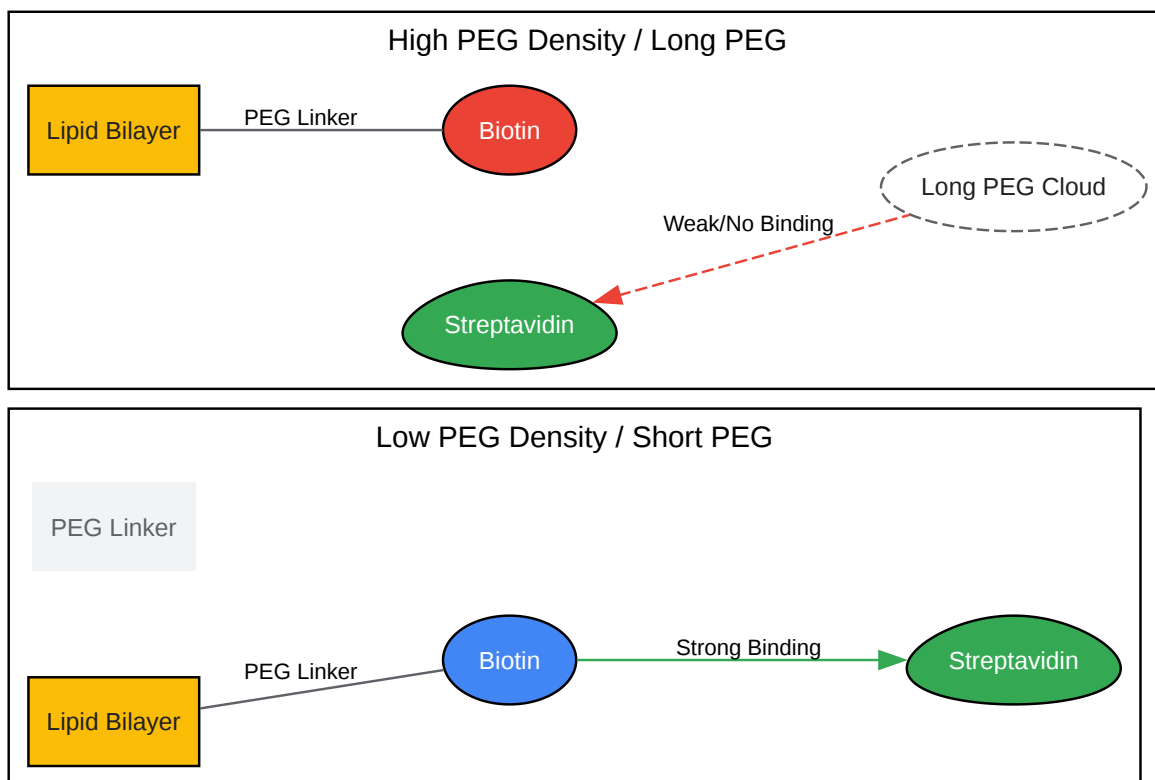 High PEG Density / Long PEG
Lipid Bilayer
PEG Linker
Biotin
Long PEG Cloud
Weak/No Binding
Streptavidin
Low PEG Density / Short PEG
PEG Linker
Lipid Bilayer
PEG Linker
Biotin
Strong Binding
Streptavidin